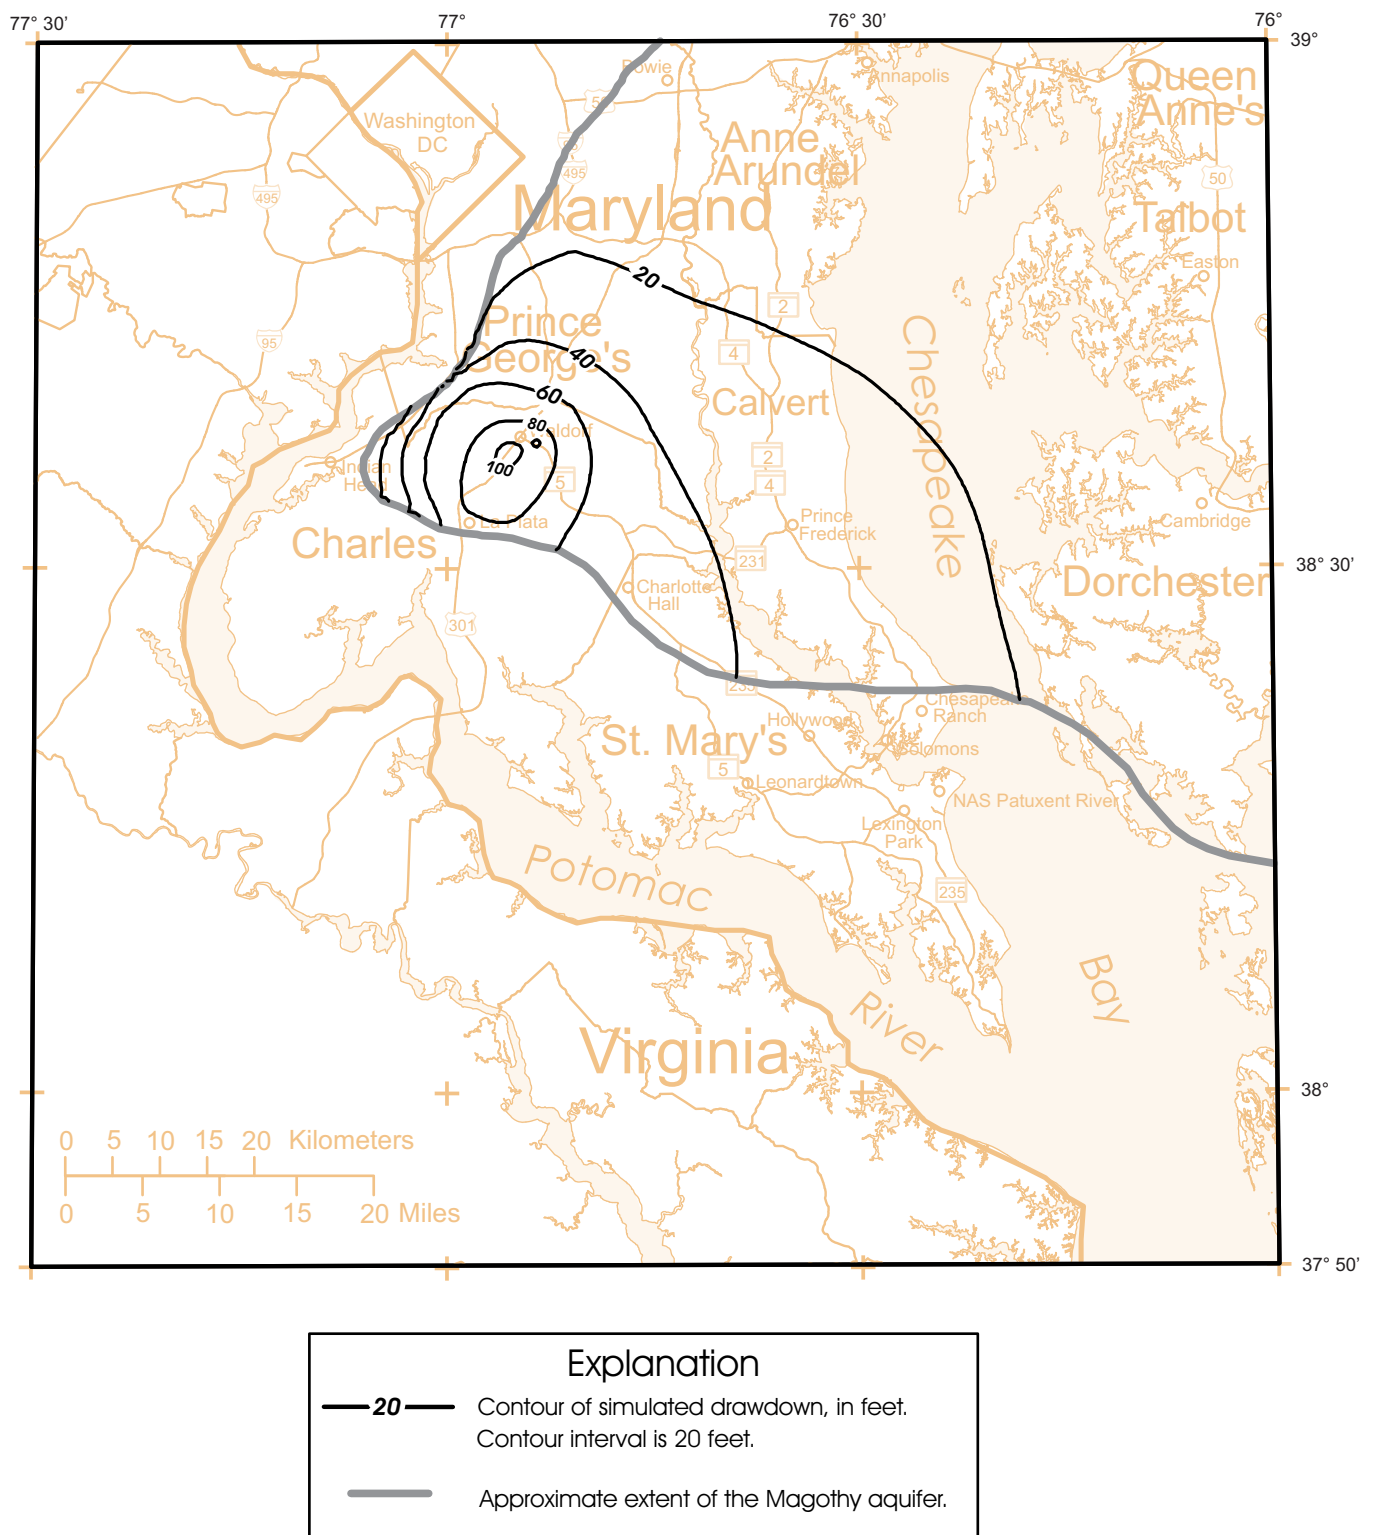 77° 30’
77°
76° 30’
76°
39°
Bowie
Annapolis
Queen
Anne's
50
Washington
DC
Anne
Arundel
495
495
50
Maryland
Talbot
Easton
20
2
Prince
George's
95
4
40
Chesapeake
60
Calvert
80
Waldorf
2
100
Indian
Head
5
4
La Plata
Prince
Frederick
Cambridge
Charles
231
38° 30’
Charlotte
Hall
Dorchester
301
235
Chesapeake
Ranch
Hollywood
St. Mary's
Solomons
5
Leonardtown
NAS Patuxent River
Lexington
Park
Potomac
235
Bay
River
Virginia
38°
0 5 10 15 20 Kilometers
0 5 10 15 20 Miles
37° 50’
Explanation
20
Contour of simulated drawdown, in feet.
Contour interval is 20 feet.
Approximate extent of the Magothy aquifer.